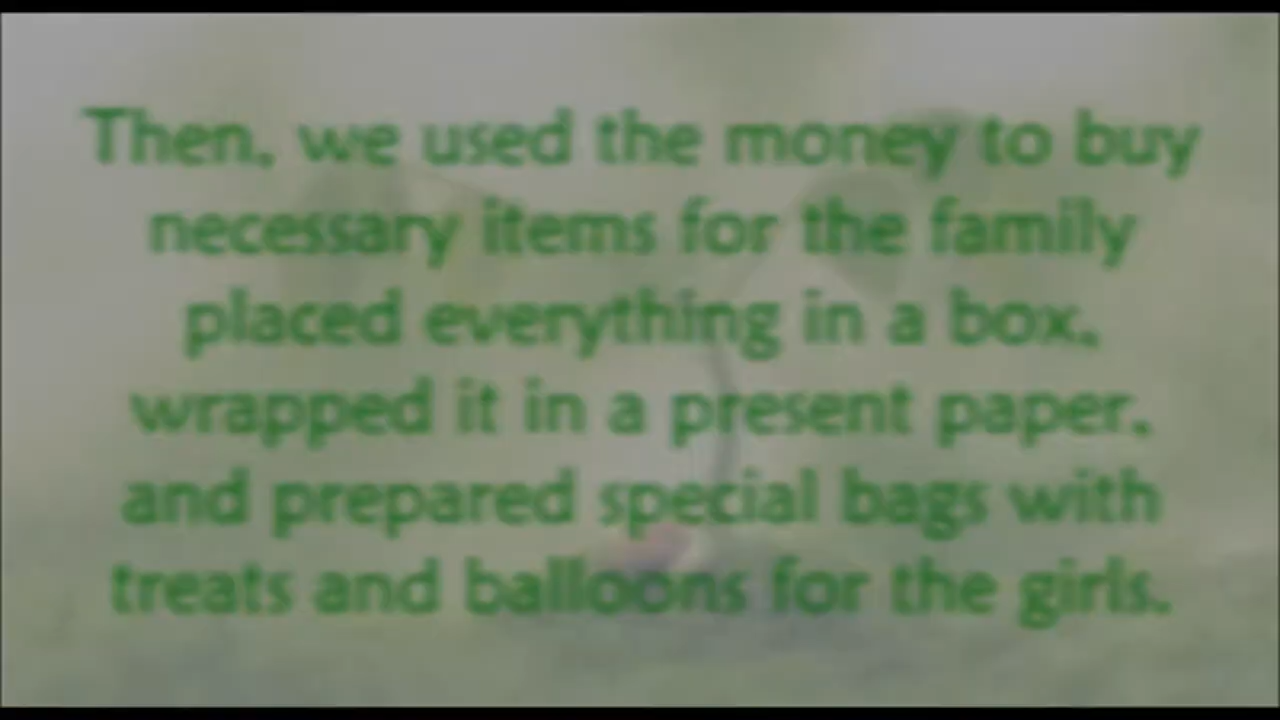 Then, we used the money to buy
necessary items for the family
placed everything in a box,
wrapped it in a present paper,
and prepared special bags with
treats and balloons for the girls.